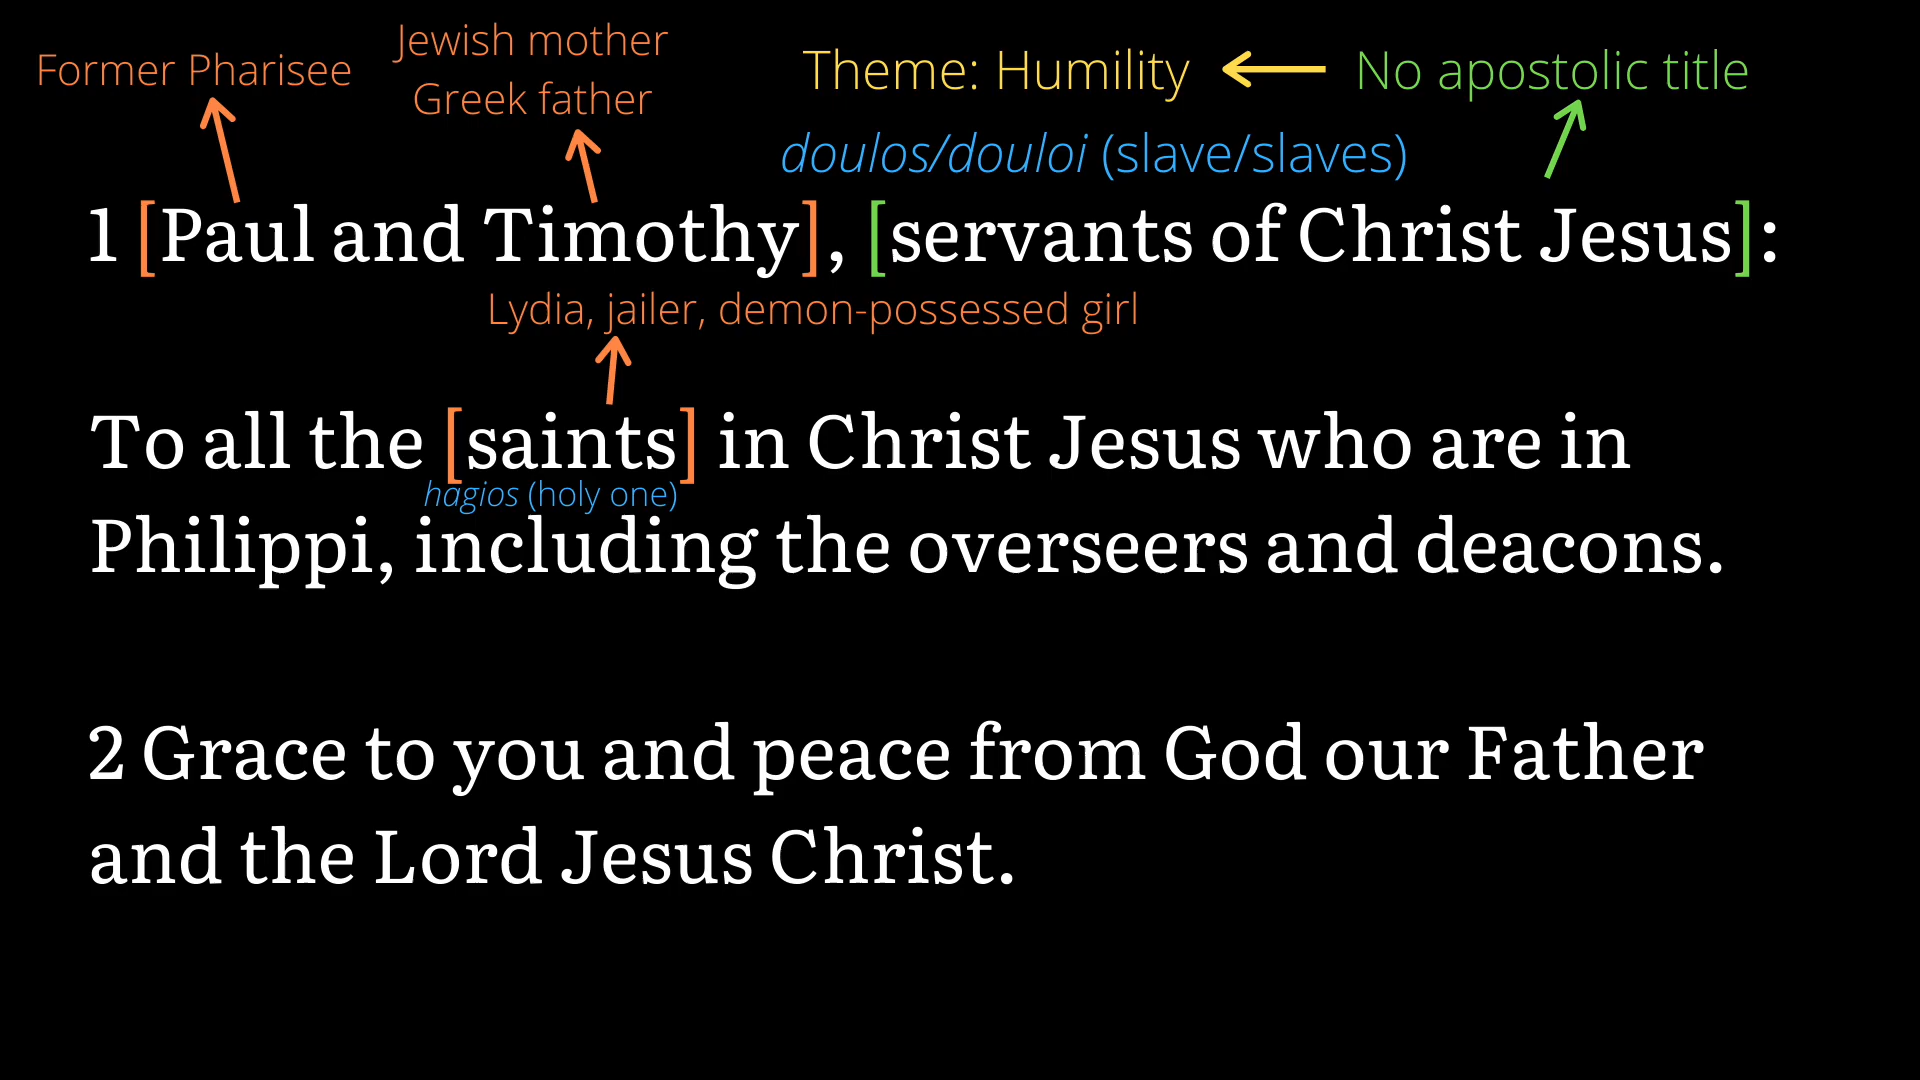 Former Pharisee
Jewish mother
Greek father
Theme: Humility
No apostolic title
doulos/douloi (slave/slaves)
1 [Paul and Timothy], [servants of Christ Jesus]:
Lydia, jailer, demon-possessed girl
To all the [saints] in Christ Jesus who are in
hagios (holy one)
Philippi, including the overseers and deacons.
2 Grace to you and peace from God our Father
and the Lord Jesus Christ.